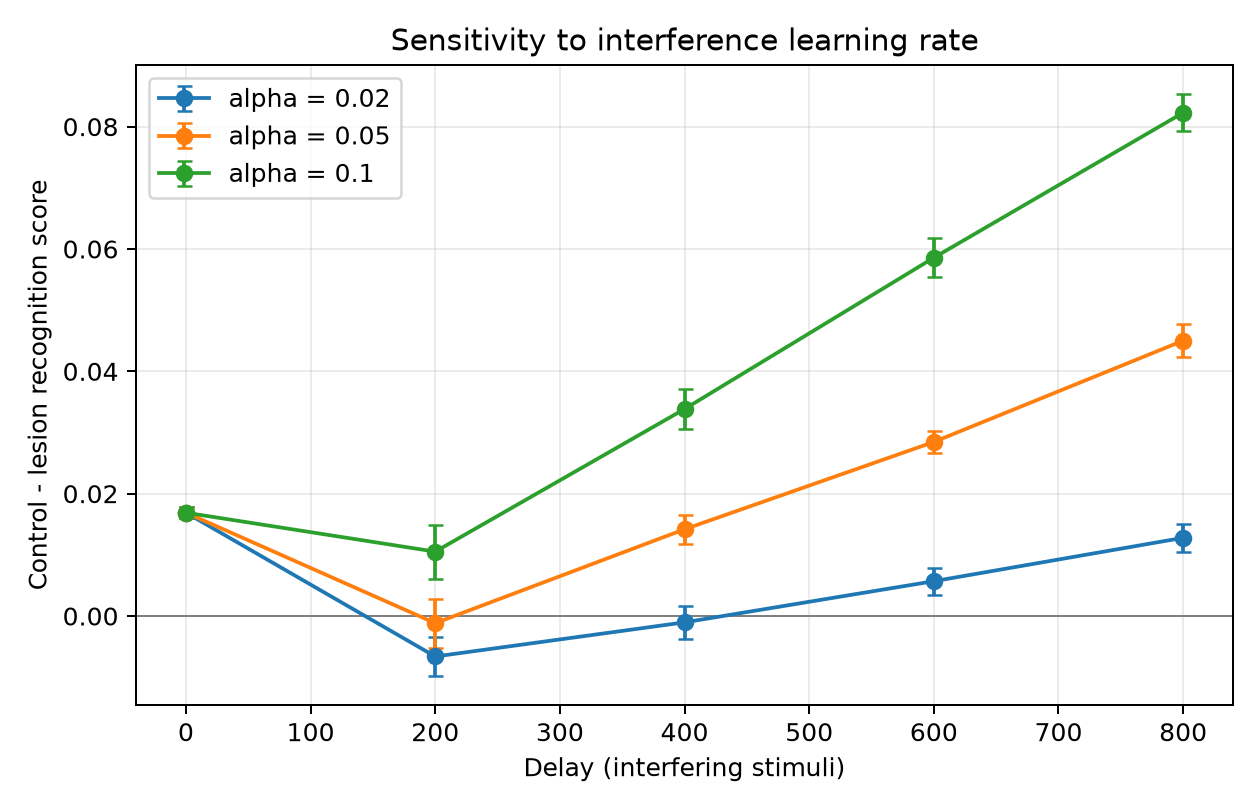 Sensitivity to interference learning rate
alpha = 0.02
alpha = 0.05
alpha = 0.1
Control - lesion recognition score
0.08
0.06
0.04
0.02
0.00
0 100 200 300 400 500 600 700 800
Delay (interfering stimuli)